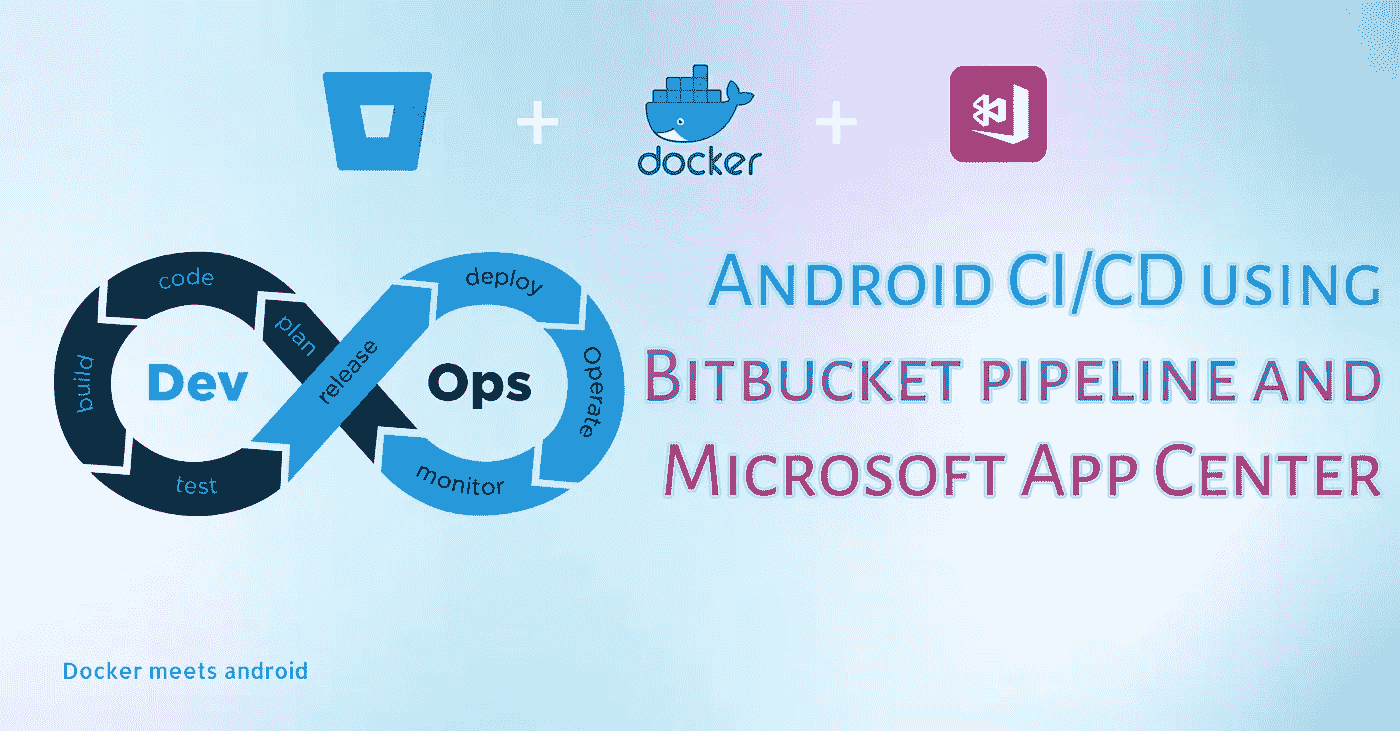 docker
code
plan
build
test
Dev
release
deploy
Operate
monitor
Ops
Android CI/CD using
Bitbucket pipeline and
Microsoft App Center
Docker meets android